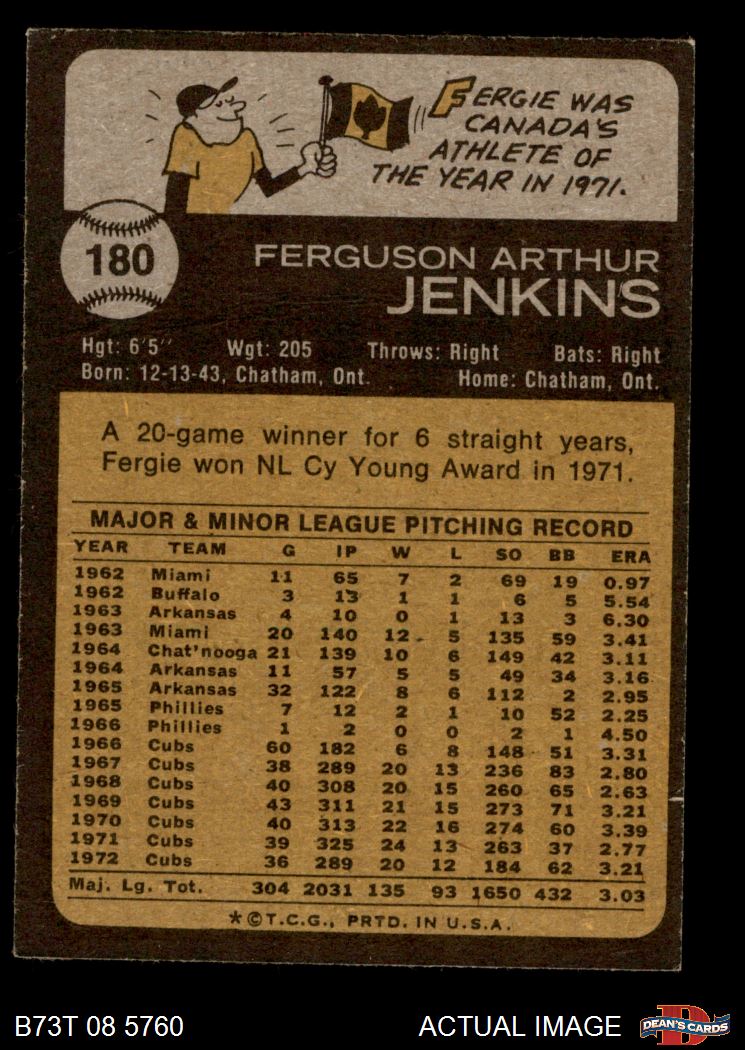 FERGIE WAS
CANADA'S
ATHLETE OF
THE YEAR IN 1971.
180
FERGUSON ARTHUR
JENKINS
Hgt: 6'5" Wgt: 205 Throws: Right Bats: Right
Born: 12-13-43, Chatham, Ont. Home: Chatham, Ont.
A 20-game winner for 6 straight years,
Fergie won NL Cy Young Award in 1971.
MAJOR & MINOR LEAGUE PITCHING RECORD
YEAR TEAM G IP W L SO BB ERA
1962 Miami 11 65 7 2 69 19 0.97
1962 Buffalo 3 13 1 1 6 5 5.54
1963 Arkansas 4 10 0 1 13 3 6.30
1963 Miami 20 140 12 5 135 59 3.41
1964 Chat'nooga 21 139 10 6 149 42 3.11
1964 Arkansas 11 57 5 5 49 34 3.16
1965 Arkansas 32 122 8 6 112 2 2.95
1965 Phillies 7 12 2 1 10 52 2.25
1966 Phillies 1 2 0 0 2 1 4.50
1966 Cubs 60 182 6 8 148 51 3.31
1967 Cubs 38 289 20 13 236 83 2.80
1968 Cubs 40 308 20 15 260 65 2.63
1969 Cubs 43 311 21 15 273 71 3.21
1970 Cubs 40 313 22 16 274 60 3.39
1971 Cubs 39 325 24 13 263 37 2.77
1972 Cubs 36 289 20 12 184 62 3.21
Maj. Lg. Tot. 304 2031 135 93 1650 432 3.03
*©T.C.G., PRTD. IN U.S.A.
B73T 08 5760 ACTUAL IMAGE D DEAN'S CARDS